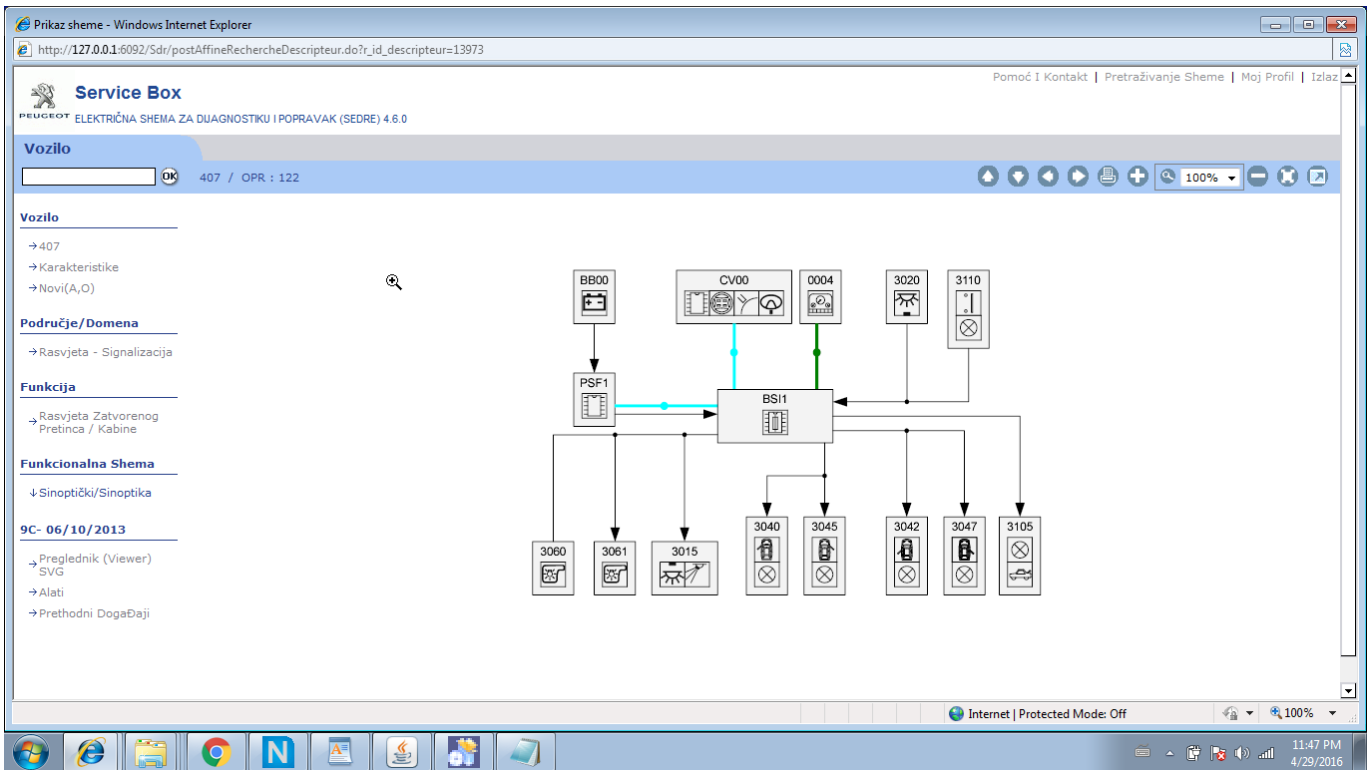 Prikaz sheme - Windows Internet Explorer
http://127.0.0.1:6092/Sdr/postAffineRechercheDescripteur.do?r_id_descripteur=13973
Pomoć I Kontakt | Pretraživanje Sheme | Moj Profil | Izlaz
PEUGEOT
Service Box
ELEKTRIČNA SHEMA ZA DIJAGNOSTIKU I POPRAVAK (SEDRE) 4.6.0
Vozilo
OK
407 / OPR : 122
100%
Vozilo
→407
→Karakteristike
→Novi(A,O)
Područje/Domena
→Rasvjeta - Signalizacija
Funkcija
→Rasvjeta Zatvorenog
Pretinca / Kabine
Funkcionalna Shema
↓Sinoptički/Sinoptika
9C- 06/10/2013
→Preglednik (Viewer)
SVG
→Alati
→Prethodni DogaĐaji
BB00
CV00
0004
3020
3110
PSF1
BSI1
3060
3061
3015
3040
3045
3042
3047
3105
Internet | Protected Mode: Off
100%
11:47 PM
4/29/2016